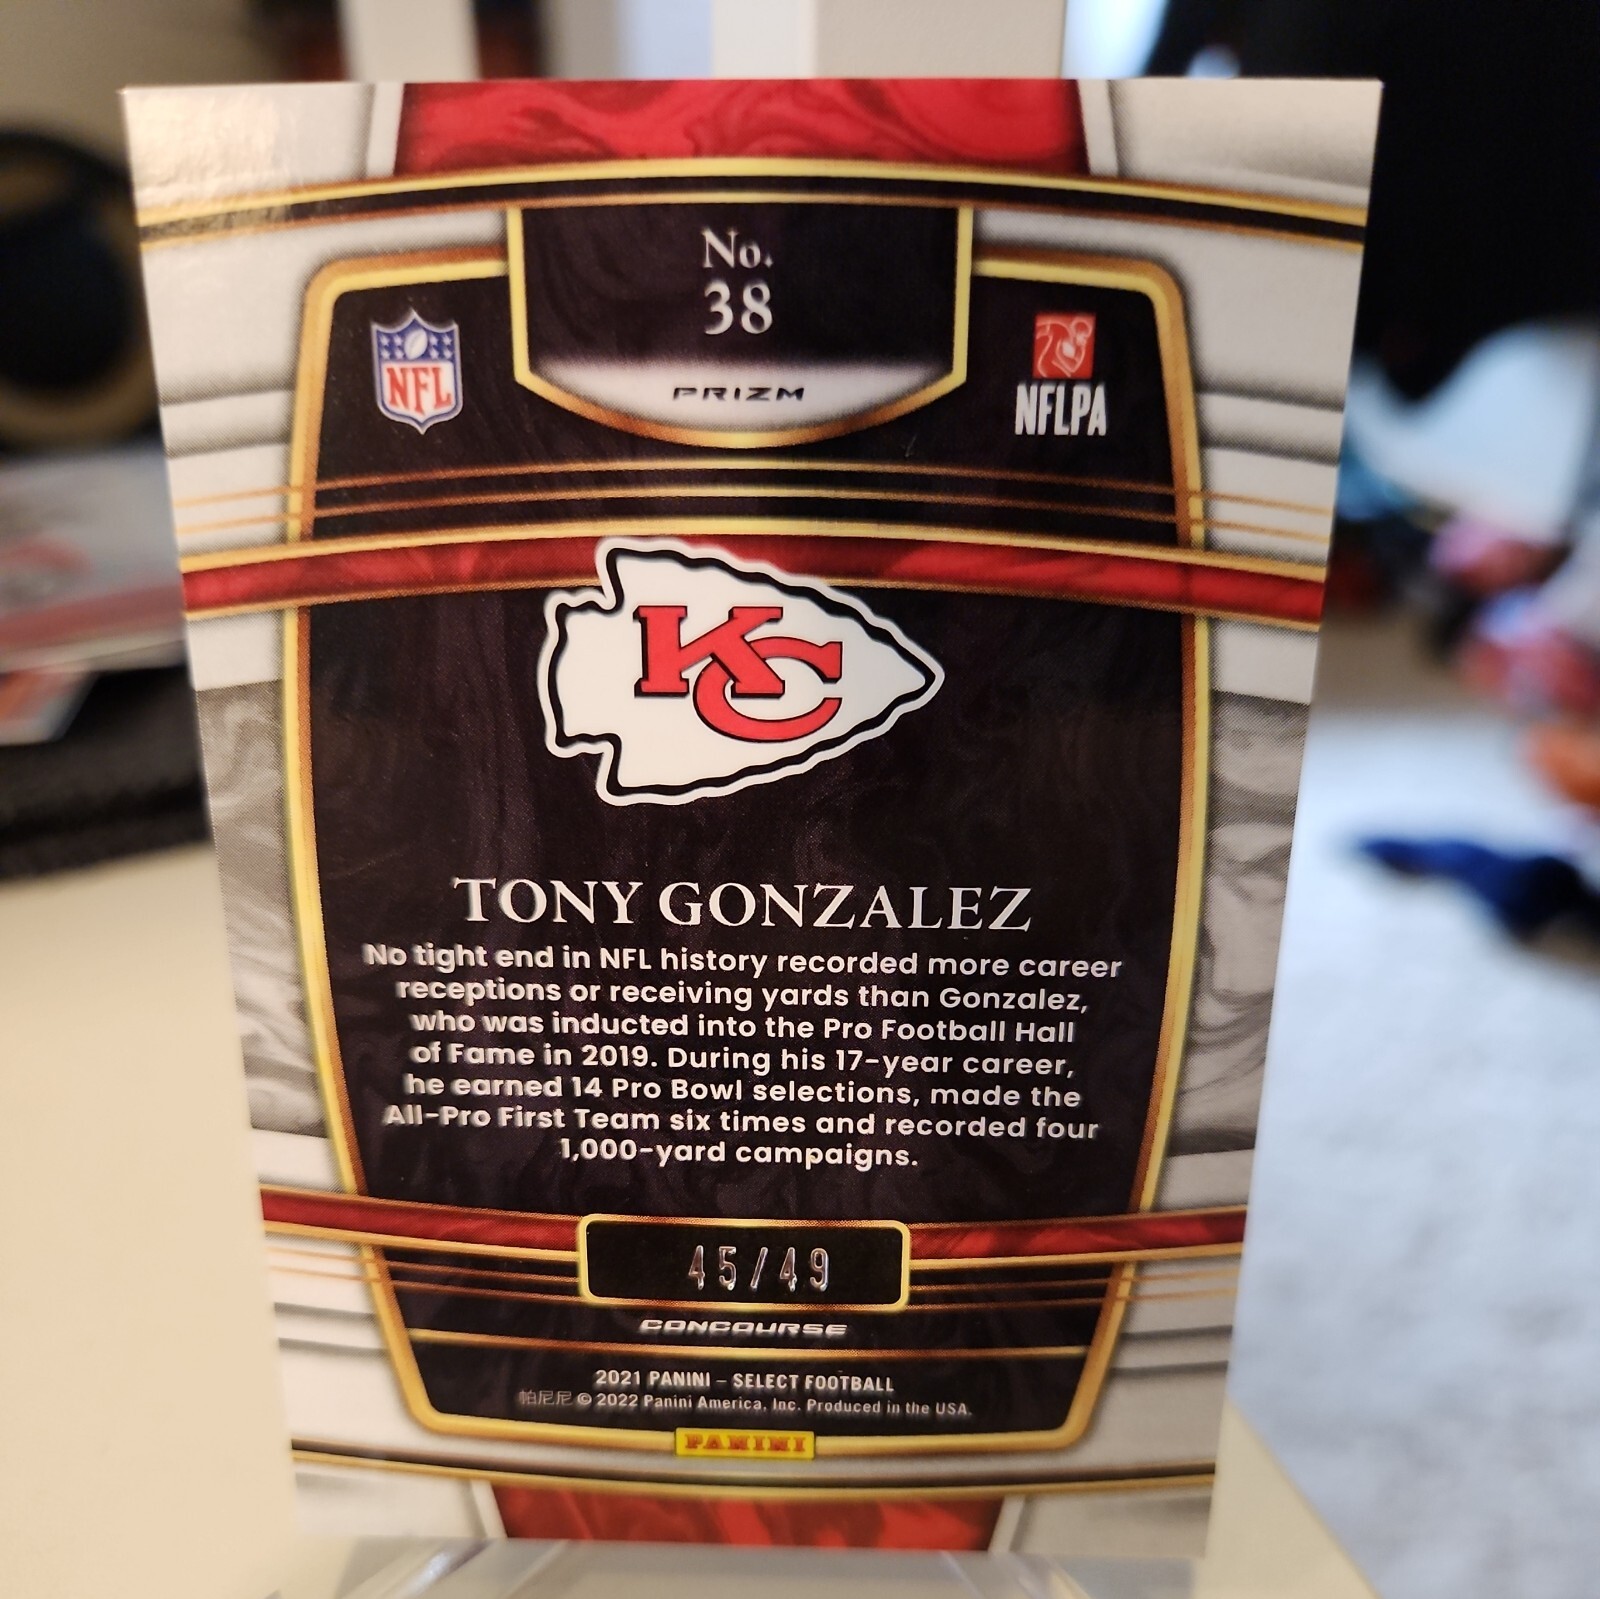 No.
38
PRIZM
NFL
NFLPA
KC
TONY GONZALEZ
No tight end in NFL history recorded more career
receptions or receiving yards than Gonzalez,
who was inducted into the Pro Football Hall
of Fame in 2019. During his 17-year career,
he earned 14 Pro Bowl selections, made the
All-Pro First Team six times and recorded four
1,000-yard campaigns.
45/49
CONCOURSE
2021 PANINI – SELECT FOOTBALL
帕尼尼 © 2022 Panini America, Inc. Produced in the USA.
PANINI